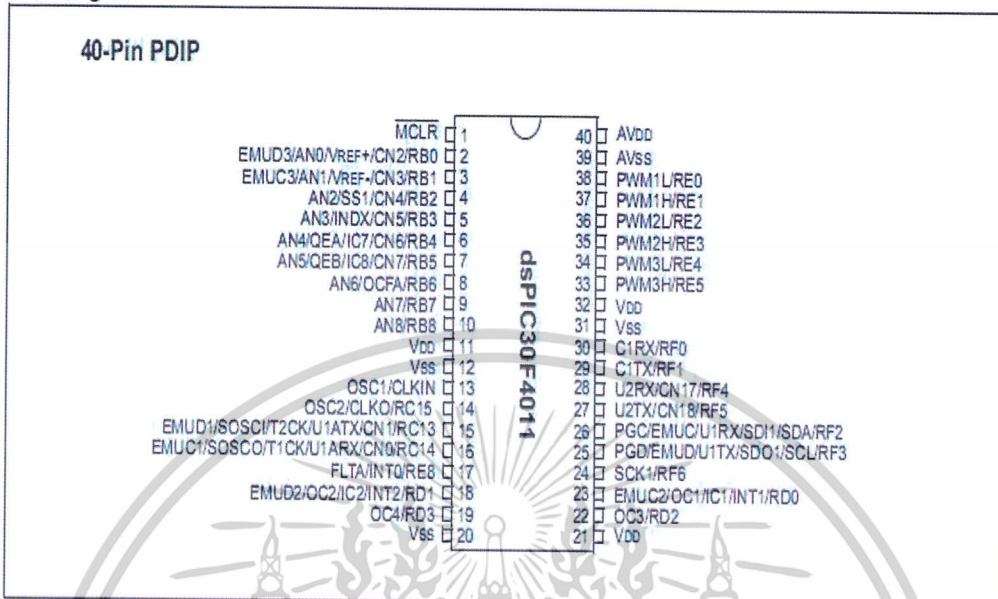 40-Pin PDIP
MCLR 1
EMUD3/AN0/VREF+/CN2/RB0 2
EMUC3/AN1/VREF-/CN3/RB1 3
AN2/SS1/CN4/RB2 4
AN3/INDX/CN5/RB3 5
AN4/QEA/IC7/CN6/RB4 6
AN5/QEB/IC8/CN7/RB5 7
AN6/OCFA/RB6 8
AN7/RB7 9
AN8/RB8 10
VDD 11
VSS 12
OSC1/CLKIN 13
OSC2/CLKO/RC15 14
EMUD1/SOSCI/T2CK/U1ATX/CN1/RC13 15
EMUC1/SOSCO/T1CK/U1ARX/CN0/RC14 16
FLTA/INT0/RE8 17
EMUD2/OC2/IC2/INT2/RD1 18
OC4/RD3 19
VSS 20
dsPIC30F4011
40 AVDD
39 AVSS
38 PWM1L/RE0
37 PWM1H/RE1
36 PWM2L/RE2
35 PWM2H/RE3
34 PWM3L/RE4
33 PWM3H/RE5
32 VDD
31 VSS
30 C1RX/RF0
29 C1TX/RF1
28 U2RX/CN17/RF4
27 U2TX/CN18/RF5
26 PGC/EMUC/U1RX/SDI1/SDA/RF2
25 PGD/EMUD/U1TX/SDO1/SCL/RF3
24 SCK1/RF6
23 EMUC2/OC1/IC1/INT1/RD0
22 OC3/RD2
21 VDD